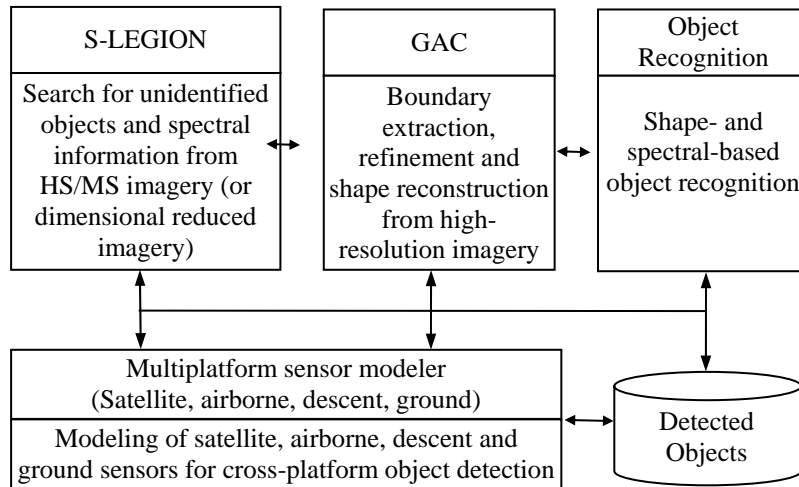 S-LEGION
Search for unidentified
objects and spectral
information from
HS/MS imagery (or
dimensional reduced
imagery)
GAC
Boundary
extraction,
refinement and
shape reconstruction
from high-
resolution imagery
Object
Recognition
Shape- and
spectral-based
object recognition
Multiplatform sensor modeler
(Satellite, airborne, descent, ground)
Modeling of satellite, airborne, descent and
ground sensors for cross-platform object detection
Detected
Objects